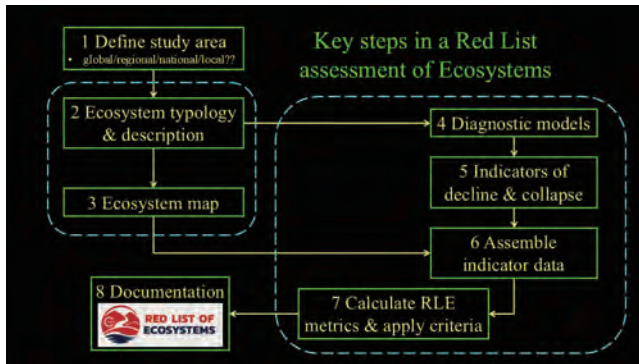 Key steps in a Red List
assessment of Ecosystems
1 Define study area
• global/regional/national/local??
2 Ecosystem typology
& description
3 Ecosystem map
4 Diagnostic models
5 Indicators of
decline & collapse
6 Assemble
indicator data
7 Calculate RLE
metrics & apply criteria
8 Documentation
RED LIST OF
ECOSYSTEMS